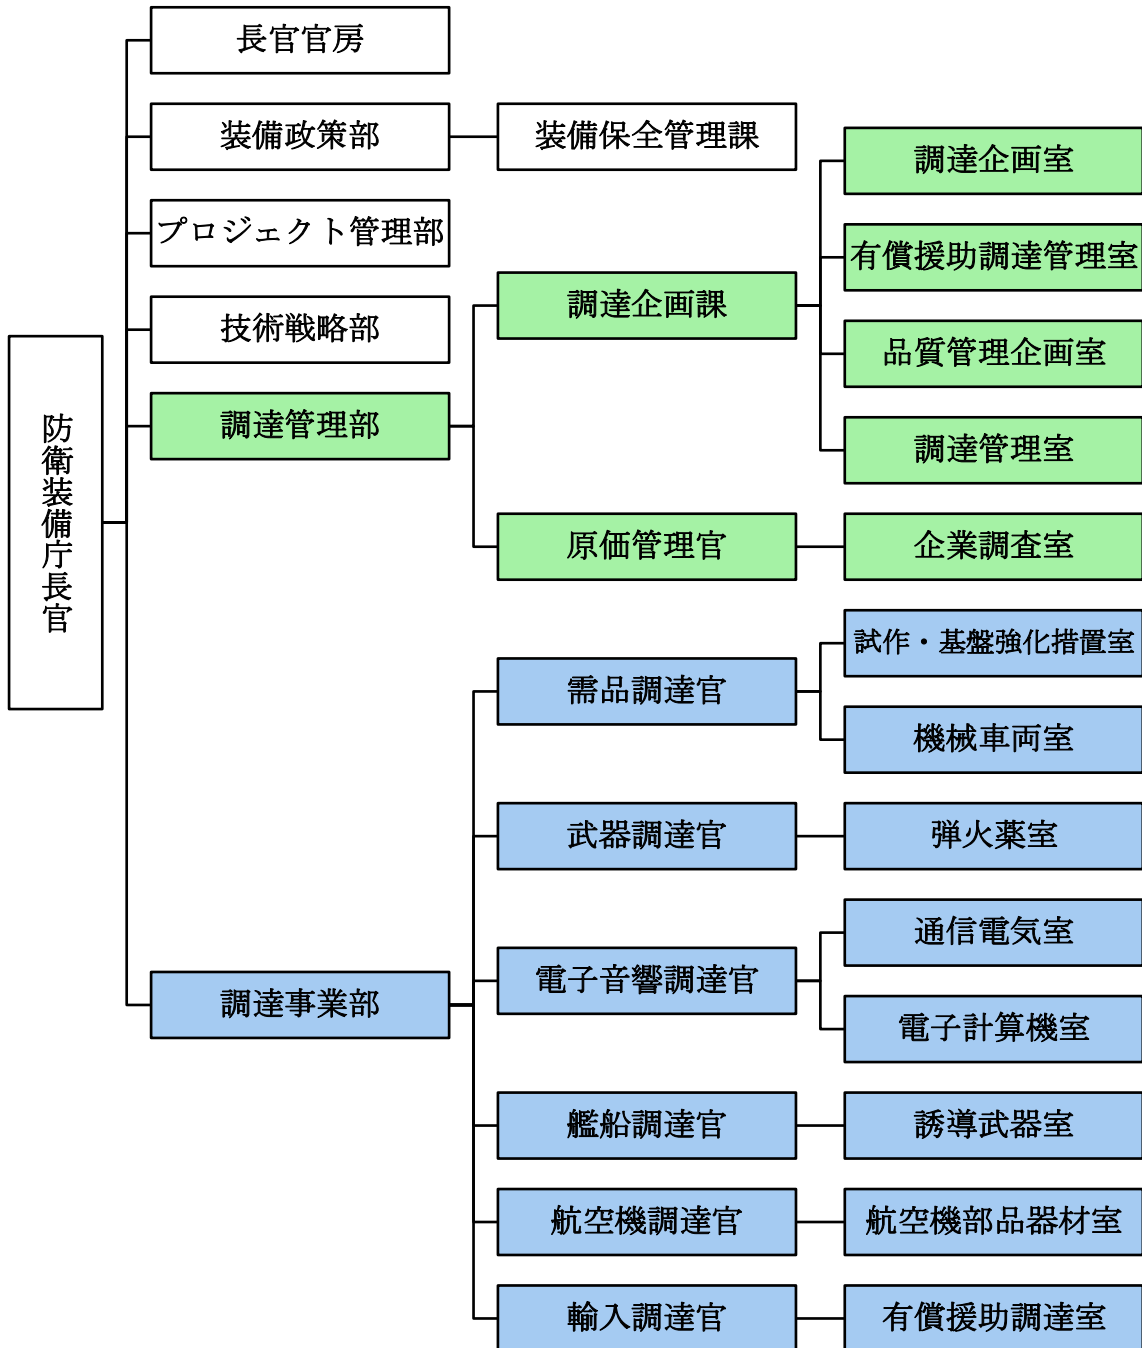 防衛装備庁長官
長官官房
装備政策部
装備保全管理課
プロジェクト管理部
技術戦略部
調達管理部
調達企画課
調達企画室
有償援助調達管理室
品質管理企画室
調達管理室
原価管理官
企業調査室
調達事業部
需品調達官
試作・基盤強化措置室
機械車両室
武器調達官
弾火薬室
電子音響調達官
通信電気室
電子計算機室
艦船調達官
誘導武器室
航空機調達官
航空機部品器材室
輸入調達官
有償援助調達室